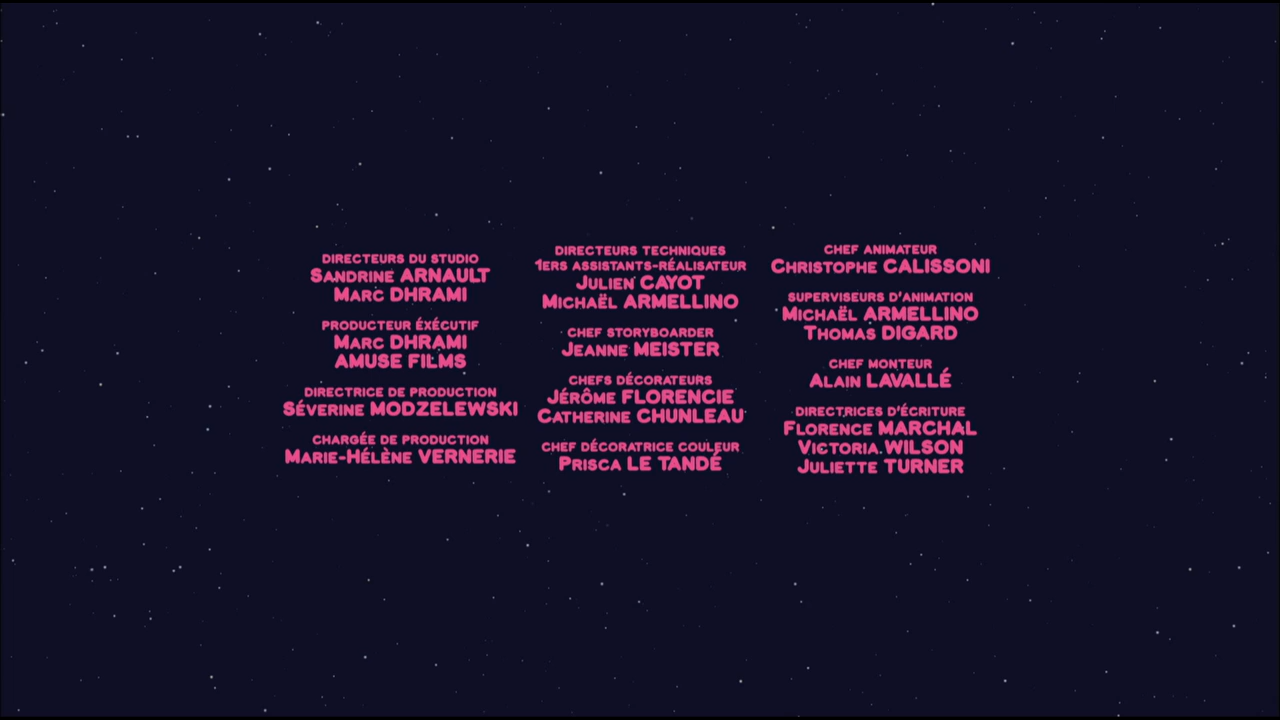 DIRECTEURS DU STUDIO
SANDRINE ARNAULT
MARC DHRAMI
PRODUCTEUR ÉXÉCUTIF
MARC DHRAMI
AMUSE FILMS
DIRECTRICE DE PRODUCTION
SÉVERINE MODZELEWSKI
CHARGÉE DE PRODUCTION
MARIE-HÉLÈNE VERNERIE
DIRECTEURS TECHNIQUES
1ERS ASSISTANTS-RÉALISATEUR
JULIEN CAYOT
MICHAËL ARMELLINO
CHEF STORYBOARDER
JEANNE MEISTER
CHEFS DÉCORATEURS
JÉRÔME FLORENCIE
CATHERINE CHUNLEAU
CHEF DÉCORATRICE COULEUR
PRISCA LE TANDÉ
CHEF ANIMATEUR
CHRISTOPHE CALISSONI
SUPERVISEURS D'ANIMATION
MICHAËL ARMELLINO
THOMAS DIGARD
CHEF MONTEUR
ALAIN LAVALLÉ
DIRECTRICES D'ÉCRITURE
FLORENCE MARCHAL
VICTORIA WILSON
JULIETTE TURNER